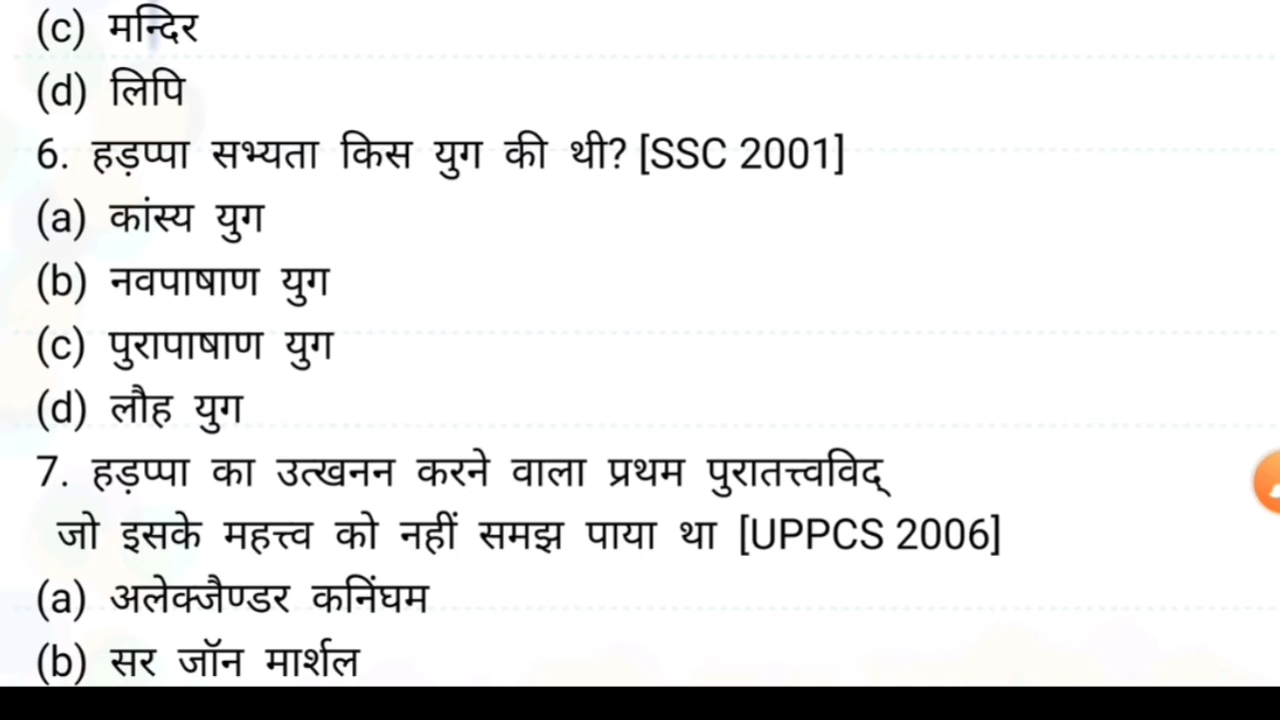 (c) मन्दिर
(d) लिपि
6. हड़प्पा सभ्यता किस युग की थी? [SSC 2001]
(a) कांस्य युग
(b) नवपाषाण युग
(c) पुरापाषाण युग
(d) लौह युग
7. हड़प्पा का उत्खनन करने वाला प्रथम पुरातत्त्वविद्
जो इसके महत्त्व को नहीं समझ पाया था [UPPCS 2006]
(a) अलेक्जैण्डर कनिंघम
(b) सर जॉन मार्शल